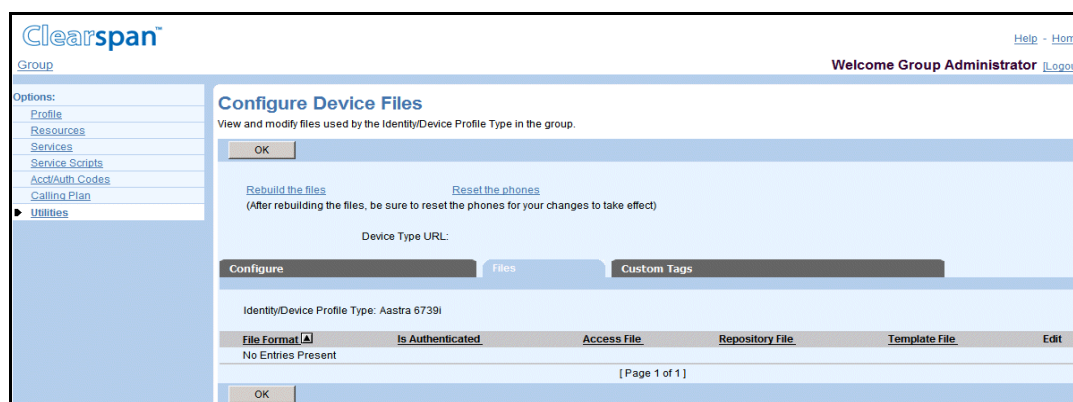 Clearspan™
Help - Hom
Group
Welcome Group Administrator [Logou
Options:
Profile
Resources
Services
Service Scripts
Acct/Auth Codes
Calling Plan
Utilities
Configure Device Files
View and modify files used by the Identity/Device Profile Type in the group.
OK
Rebuild the files Reset the phones
(After rebuilding the files, be sure to reset the phones for your changes to take effect)
Device Type URL:
Configure Files Custom Tags
Identity/Device Profile Type: Aastra 6739i
File Format Is Authenticated Access File Repository File Template File Edit
No Entries Present
[ Page 1 of 1 ]
OK